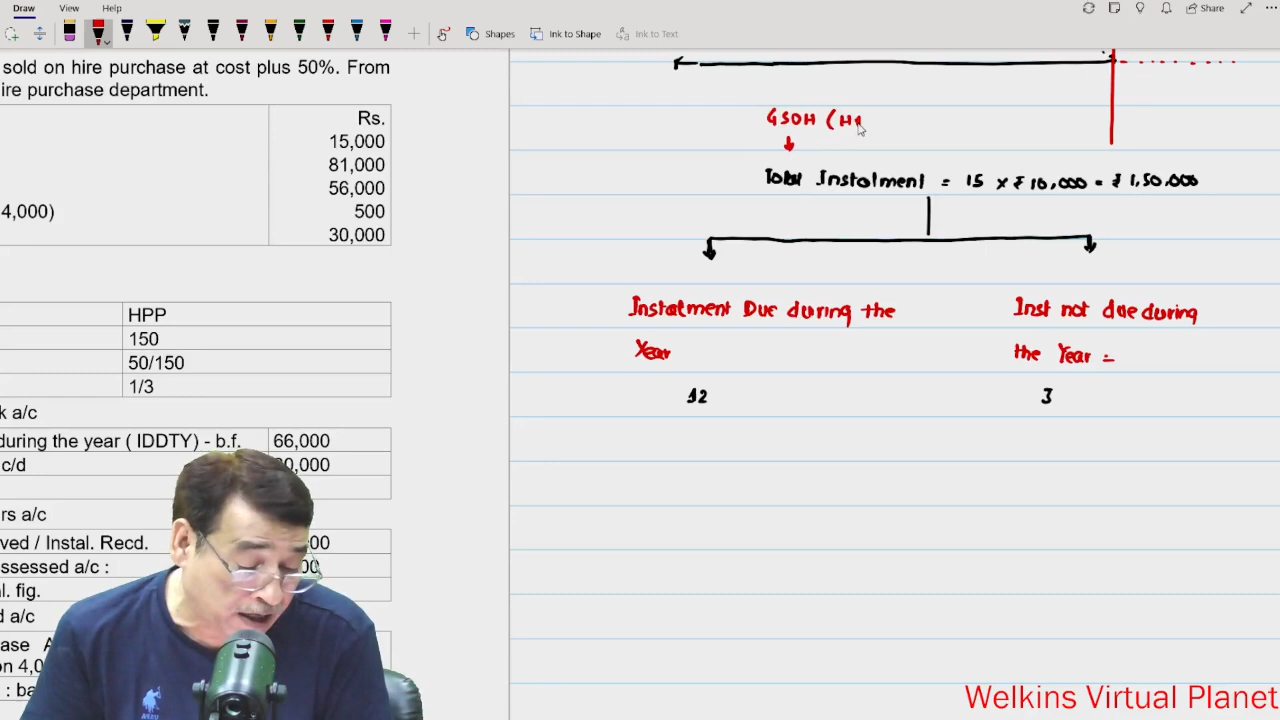 Draw View Help
Share
Shapes Ink to Shape Ink to Text
sold on hire purchase at cost plus 50%. From
ire purchase department.
Rs.
15,000
81,000
56,000
4,000) 500
30,000
HPP
150
50/150
1/3
k a/c
during the year ( IDDTY) - b.f. 66,000
c/d
rs a/c
ved / Instal. Recd.
ssessed a/c :
l. fig.
d a/c
ase
on 4,0
GSOH (H
Total Instalment = 15 x ₹ 10,000 = ₹ 1,50,000
Instalment Due during the
Year
12
Inst not due during
the Year =
3
Welkins Virtual Planet